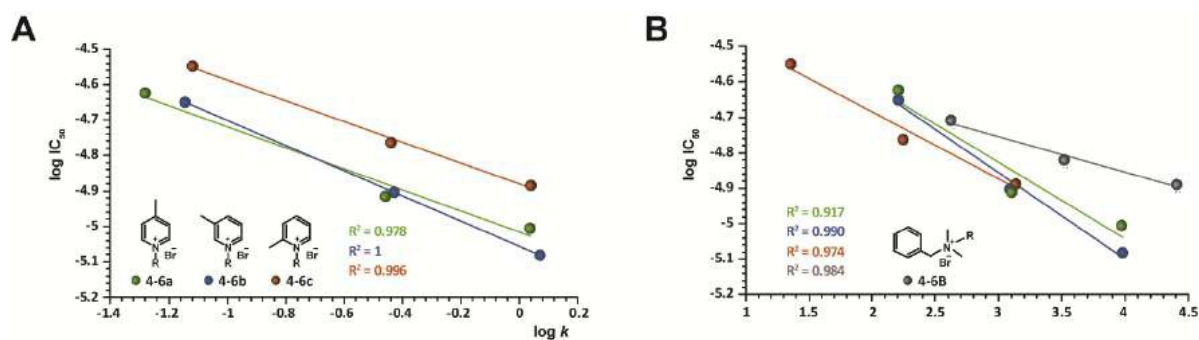 A
-4.5
-4.6
-4.7
-4.8
-4.9
-5
-5.1
-5.2
log IC50
-1.4 -1.2 -1 -0.8 -0.6 -0.4 -0.2 0 0.2
log k
N+ Br− R
N+ Br− R
N+ Br− R
4-6a 4-6b 4-6c
R² = 0.978
R² = 1
R² = 0.996
B
-4.5
-4.6
-4.7
-4.8
-4.9
-5
-5.1
-5.2
log IC50
1 1.5 2 2.5 3 3.5 4 4.5
R² = 0.917
R² = 0.990
R² = 0.974
R² = 0.984
N+ R
Br−
4-6B